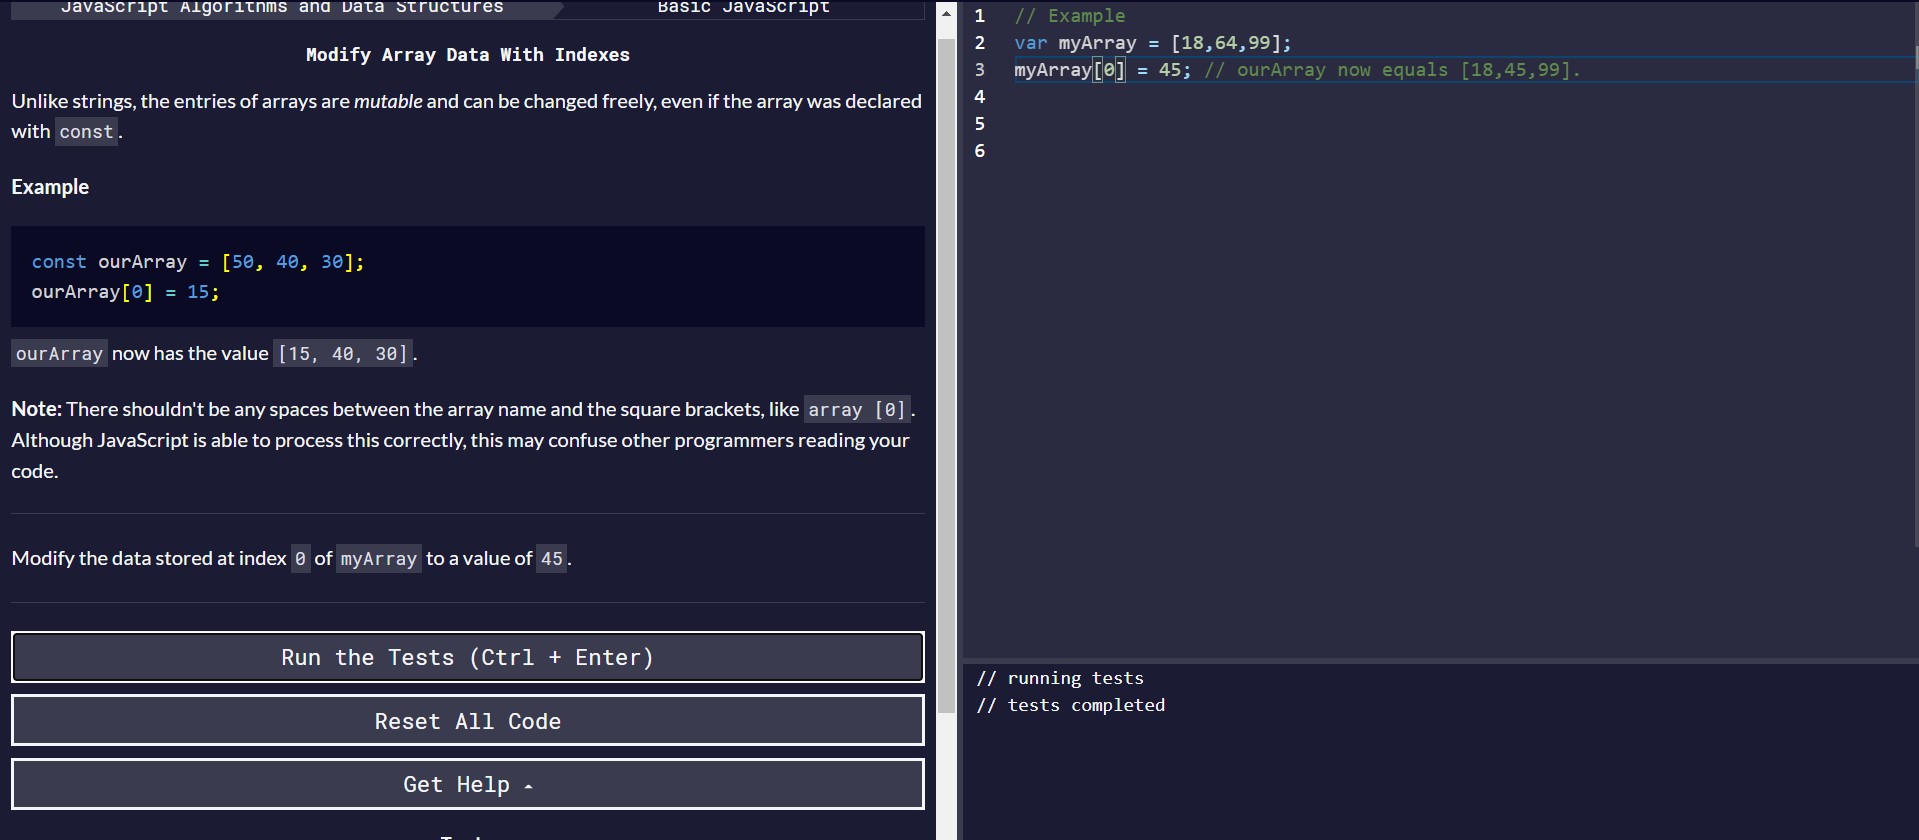 JavaScript Algorithms and Data Structures
Basic JavaScript
Modify Array Data With Indexes
Unlike strings, the entries of arrays are mutable and can be changed freely, even if the array was declared
with const.
Example
const ourArray = [50, 40, 30];
ourArray[0] = 15;
ourArray now has the value [15, 40, 30].
Note: There shouldn't be any spaces between the array name and the square brackets, like array [0].
Although JavaScript is able to process this correctly, this may confuse other programmers reading your
code.
Modify the data stored at index 0 of myArray to a value of 45.
Run the Tests (Ctrl + Enter)
Reset All Code
Get Help
1 // Example
2 var myArray = [18,64,99];
3 myArray[0] = 45; // ourArray now equals [18,45,99].
4
5
6
// running tests
// tests completed